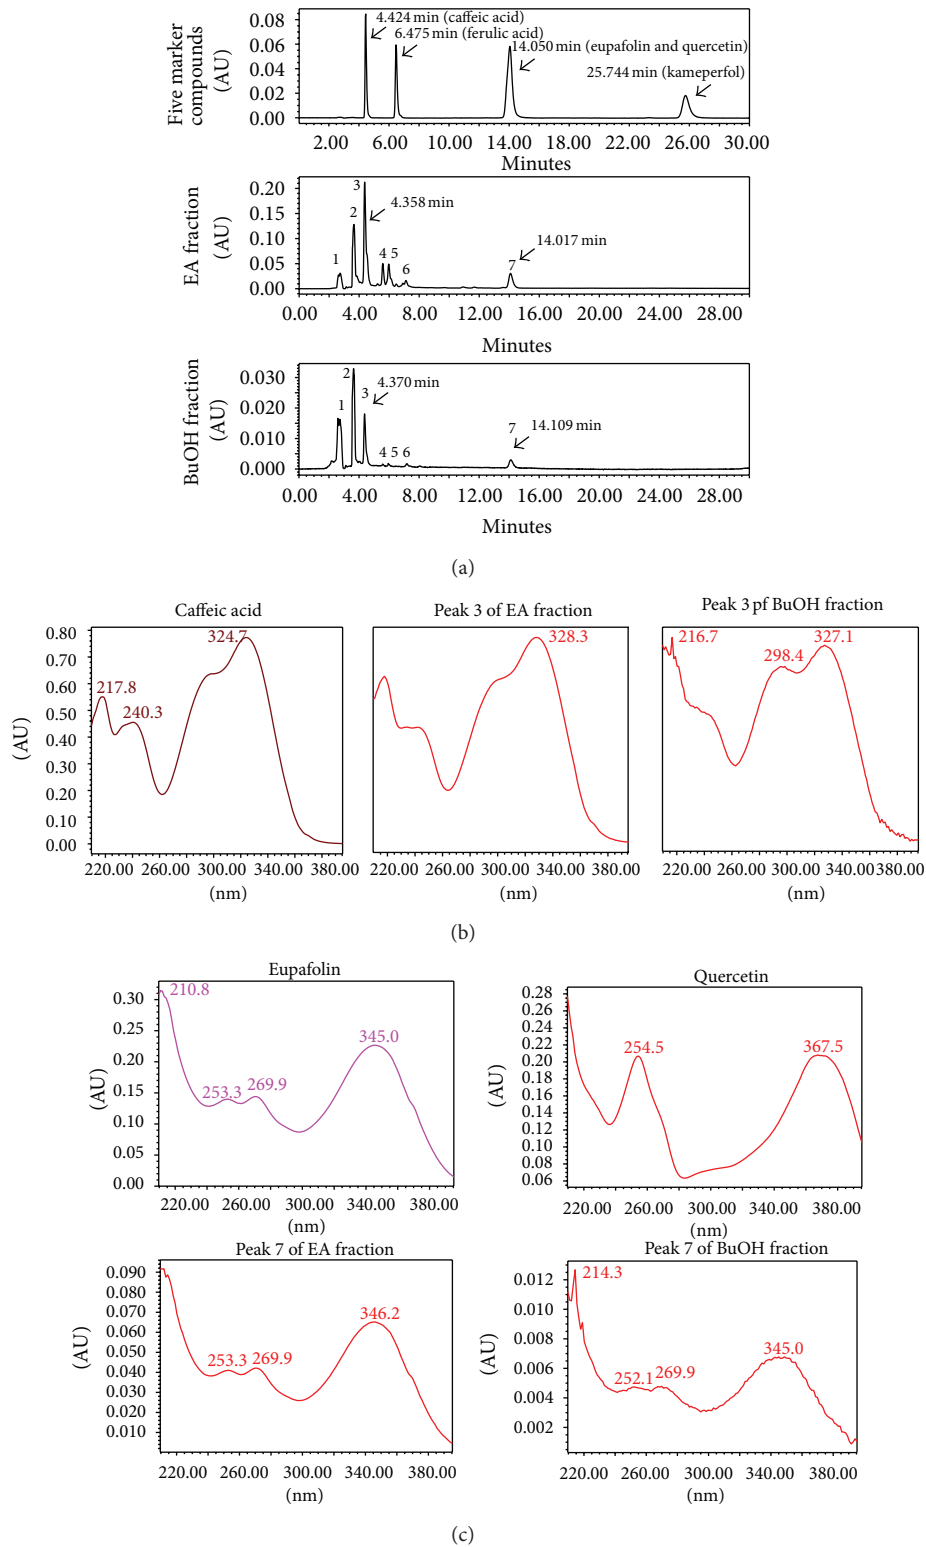 Five marker
compounds
(AU)
0.08
0.06
0.04
0.02
0.00
4.424 min (caffeic acid)
6.475 min (ferulic acid)
14.050 min (eupafolin and quercetin)
25.744 min (kameperfol)
2.00 6.00 10.00 14.00 18.00 22.00 26.00 30.00
Minutes
EA fraction
(AU)
0.20
0.15
0.10
0.05
0.00
1
2
3
4.358 min
4 5
6
7
14.017 min
0.00 4.00 8.00 12.00 16.00 20.00 24.00 28.00
Minutes
BuOH fraction
(AU)
0.030
0.020
0.010
0.000
1
2
3
4.370 min
4 5 6
7
14.109 min
0.00 4.00 8.00 12.00 16.00 20.00 24.00 28.00
Minutes
(a)
Caffeic acid
(AU)
0.80
0.70
0.60
0.50
0.40
0.30
0.20
0.10
0.00
217.8
240.3
324.7
220.00 260.00 300.00 340.00 380.00
(nm)
Peak 3 of EA fraction
328.3
220.00 260.00 300.00 340.00 380.00
(nm)
Peak 3 pf BuOH fraction
216.7
298.4
327.1
220.00 260.00 300.00 340.00380.00
(nm)
(b)
Eupafolin
(AU)
0.30
0.25
0.20
0.15
0.10
0.05
0.00
210.8
253.3
269.9
345.0
220.00 260.00 300.00 340.00 380.00
(nm)
Quercetin
(AU)
0.28
0.26
0.24
0.22
0.20
0.18
0.16
0.14
0.12
0.10
0.08
0.06
254.5
367.5
220.00 260.00 300.00 340.00 380.00
(nm)
Peak 7 of EA fraction
(AU)
0.090
0.080
0.070
0.060
0.050
0.040
0.030
0.020
0.010
253.3
269.9
346.2
220.00 260.00 300.00 340.00 380.00
(nm)
Peak 7 of BuOH fraction
(AU)
0.012
0.010
0.008
0.006
0.004
0.002
214.3
252.1
269.9
345.0
220.00 260.00 300.00 340.00 380.00
(nm)
(c)